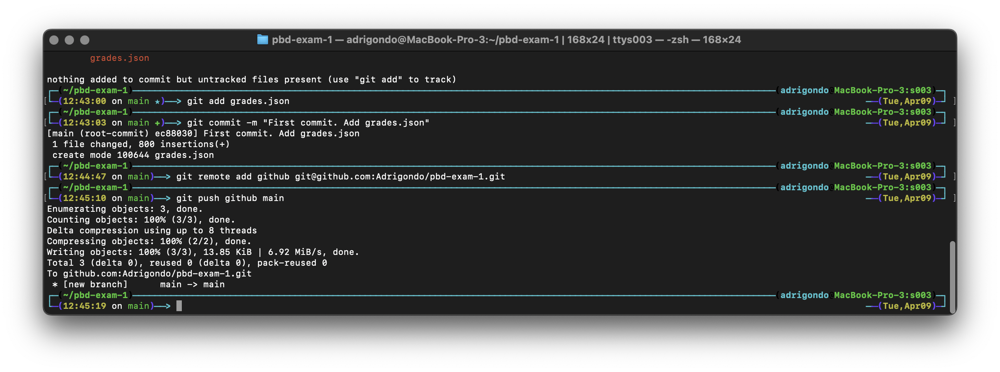 pbd-exam-1 — adrigondo@MacBook-Pro-3:~/pbd-exam-1 | 168x24 | ttys003 — -zsh — 168×24
grades.json
nothing added to commit but untracked files present (use "git add" to track)
(~/pbd-exam-1) (adrigondo@MacBook-Pro-3:s003)
[(12:43:00 on main ★)——> git add grades.json (Tue,Apr09) ]
(~/pbd-exam-1) (adrigondo@MacBook-Pro-3:s003)
[(12:43:03 on main +)——> git commit -m "First commit. Add grades.json" (Tue,Apr09) ]
[main (root-commit) ec88030] First commit. Add grades.json
1 file changed, 800 insertions(+)
create mode 100644 grades.json
(~/pbd-exam-1) (adrigondo@MacBook-Pro-3:s003)
[(12:44:47 on main)——> git remote add github git@github.com:Adrigondo/pbd-exam-1.git (Tue,Apr09) ]
(~/pbd-exam-1) (adrigondo@MacBook-Pro-3:s003)
[(12:45:10 on main)——> git push github main (Tue,Apr09) ]
Enumerating objects: 3, done.
Counting objects: 100% (3/3), done.
Delta compression using up to 8 threads
Compressing objects: 100% (2/2), done.
Writing objects: 100% (3/3), 13.85 KiB | 6.92 MiB/s, done.
Total 3 (delta 0), reused 0 (delta 0), pack-reused 0
To github.com:Adrigondo/pbd-exam-1.git
* [new branch]      main -> main
(~/pbd-exam-1) (adrigondo@MacBook-Pro-3:s003)
(12:45:19 on main)——> (Tue,Apr09)